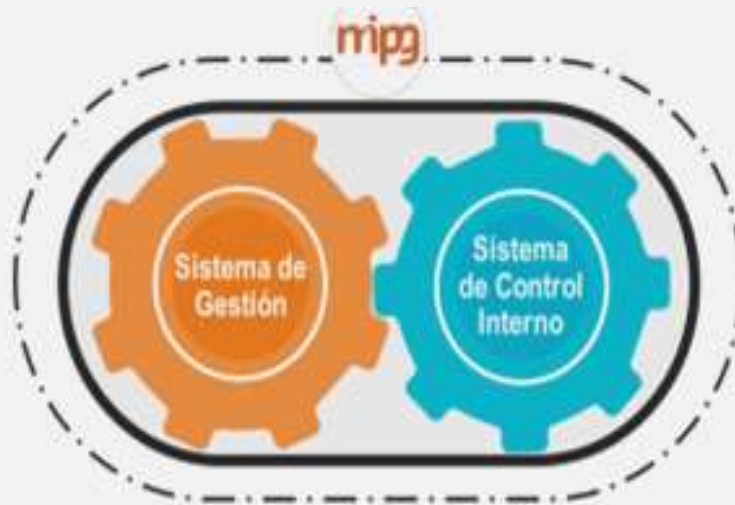 mipg
Sistema de
Gestión
Sistema
de Control
Interno